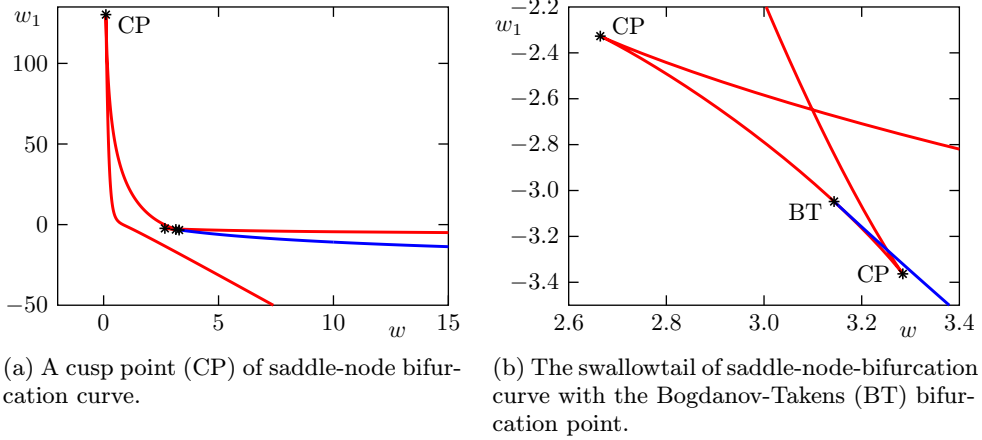 w₁
100
50
0
−50
0
5
10
15
w
CP
(a) A cusp point (CP) of saddle-node bifur-
cation curve.
−2.2
w₁
−2.6
−2.8
−3.0
−3.2
−3.4
2.6
2.8
3.0
3.2
w
3.4
CP
BT
CP
(b) The swallowtail of saddle-node-bifurcation
curve with the Bogdanov-Takens (BT) bifur-
cation point.